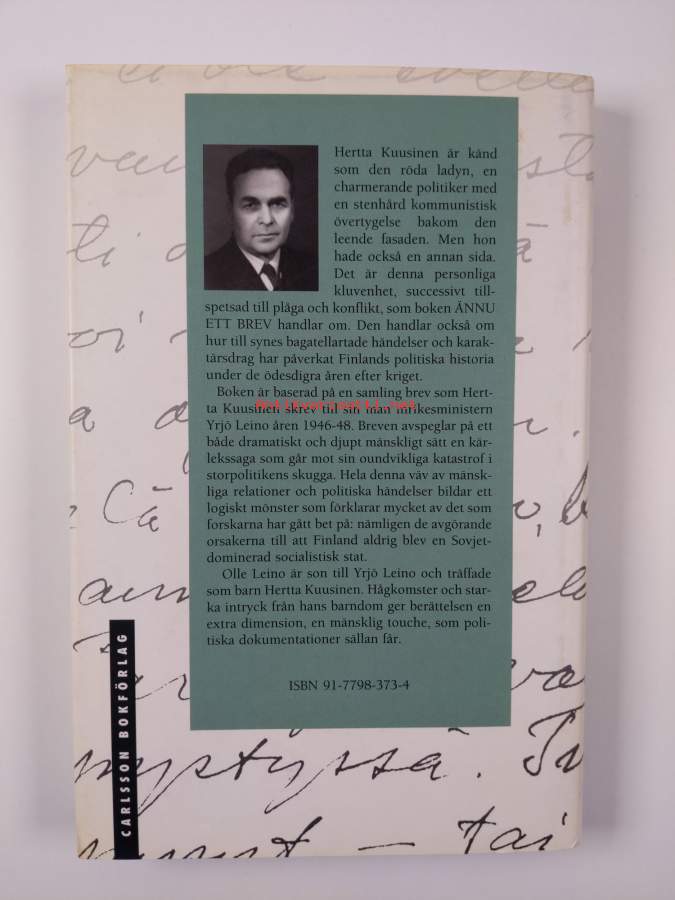 Hertta Kuusinen är känd
som den röda ladyn, en
charmerande politiker med
en stenhård kommunistisk
övertygelse bakom den
leende fasaden. Men hon
hade också en annan sida.
Det är denna personliga
kluvenhet, successivt till-
spetsad till plåga och konflikt, som boken ÄNNU
ETT BREV handlar om. Den handlar också om
hur till synes bagatellartade händelser och karak-
tärsdrag har påverkat Finlands politiska historia
under de ödesdigra åren efter kriget.
Boken är baserad på en samling brev som Hert-
ta Kuusinen skrev till sin man inrikesministern
Yrjö Leino åren 1946-48. Breven avspeglar på ett
både dramatiskt och djupt mänskligt sätt en kär-
lekssaga som går mot sin oundvikliga katastrof i
storpolitikens skugga. Hela denna väv av mänsk-
liga relationer och politiska händelser bildar ett
logiskt mönster som förklarar mycket av det som
forskarna har gått bet på: nämligen de avgörande
orsakerna till att Finland aldrig blev en Sovjet-
dominerad socialistisk stat.
Olle Leino är son till Yrjö Leino och träffade
som barn Hertta Kuusinen. Hågkomster och star-
ka intryck från hans barndom ger berättelsen en
extra dimension, en mänsklig touche, som poli-
tiska dokumentationer sällan får.
ISBN 91-7798-373-4
CARLSSON BOKFÖRLAG
nyptyssä. Tu
– tai